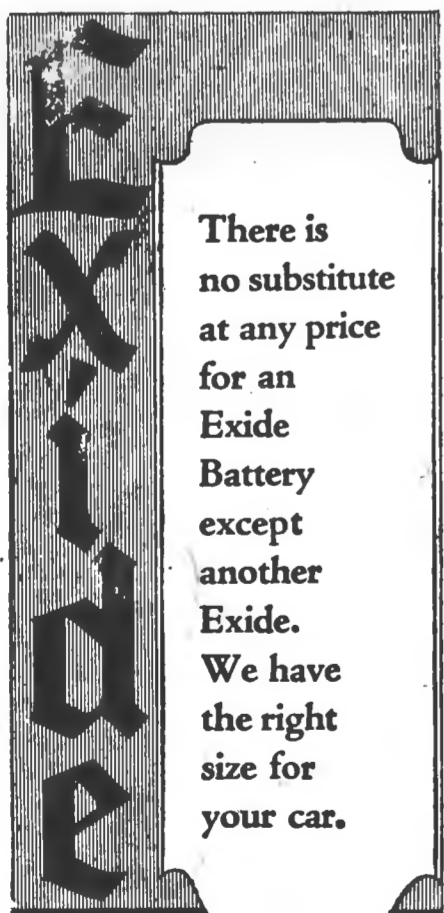 Exide
There is
no substitute
at any price
for an
Exide
Battery
except
another
Exide.
We have
the right
size for
your car.